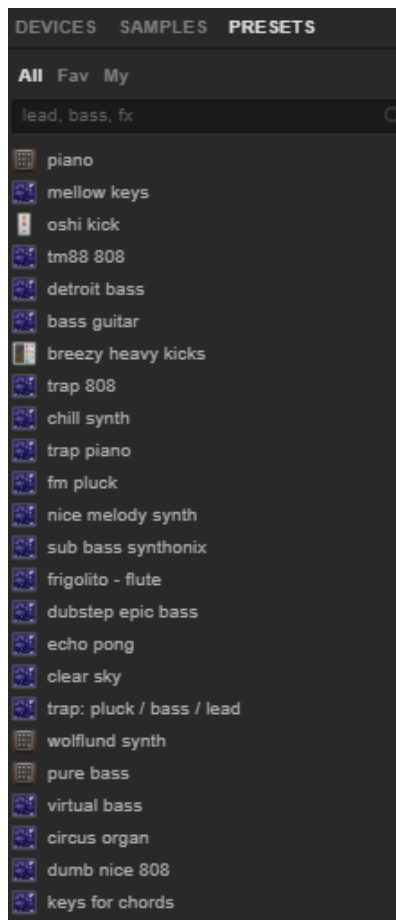 DEVICES SAMPLES PRESETS
All Fav My
lead, bass, fx
piano
mellow keys
oshi kick
tm88 808
detroit bass
bass guitar
breezy heavy kicks
trap 808
chill synth
trap piano
fm pluck
nice melody synth
sub bass synthonix
frigolito - flute
dubstep epic bass
echo pong
clear sky
trap: pluck / bass / lead
wolflund synth
pure bass
virtual bass
circus organ
dumb nice 808
keys for chords